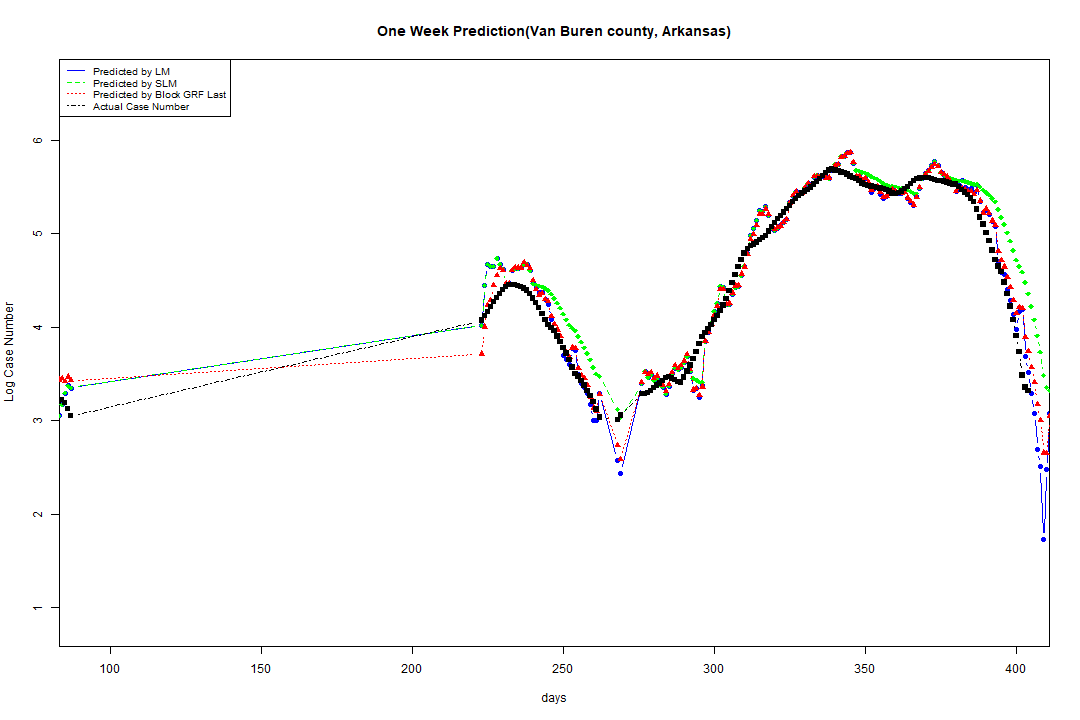 One Week Prediction(Van Buren county, Arkansas)
Predicted by LM
Predicted by SLM
Predicted by Block GRF Last
Actual Case Number
Log Case Number
6
5
4
3
2
1
100 150 200 250 300 350 400
days